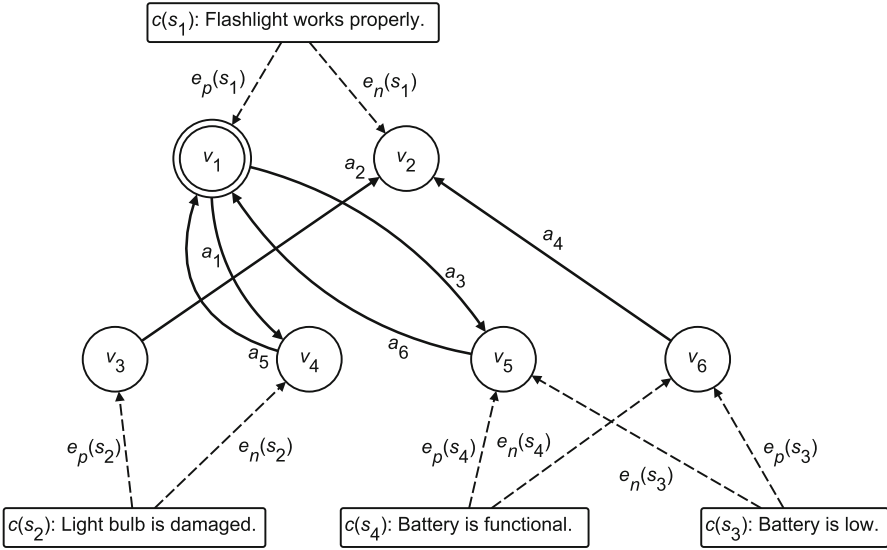 c(s1): Flashlight works properly.
ep(s1)
en(s1)
v1
a2
v2
a1
a4
a3
v3
a5
v4
a6
v5
v6
ep(s2)
en(s2)
ep(s4)
en(s4)
en(s3)
ep(s3)
c(s2): Light bulb is damaged.
c(s4): Battery is functional.
c(s3): Battery is low.